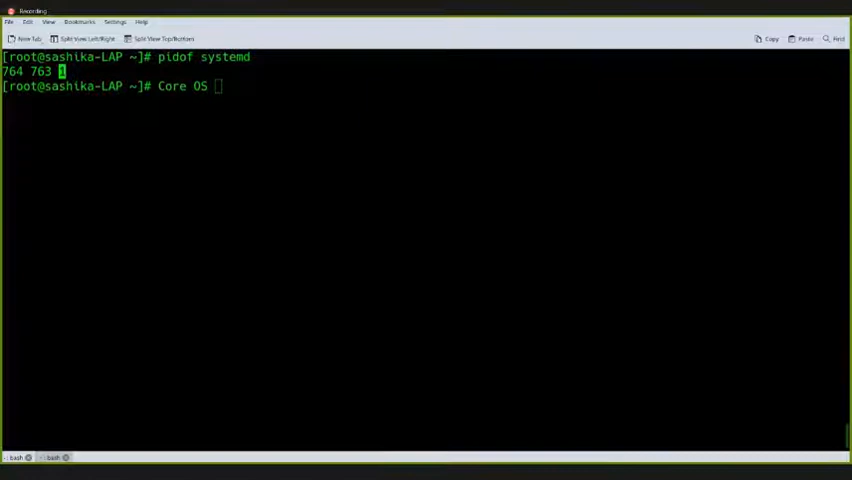 Recording
File Edit View Bookmarks Settings Help
New Tab Split View Left/Right Split View Top/Bottom Copy Paste Find
[root@sashika-LAP ~]# pidof systemd
764 763 1
[root@sashika-LAP ~]# Core OS
- : bash - : bash